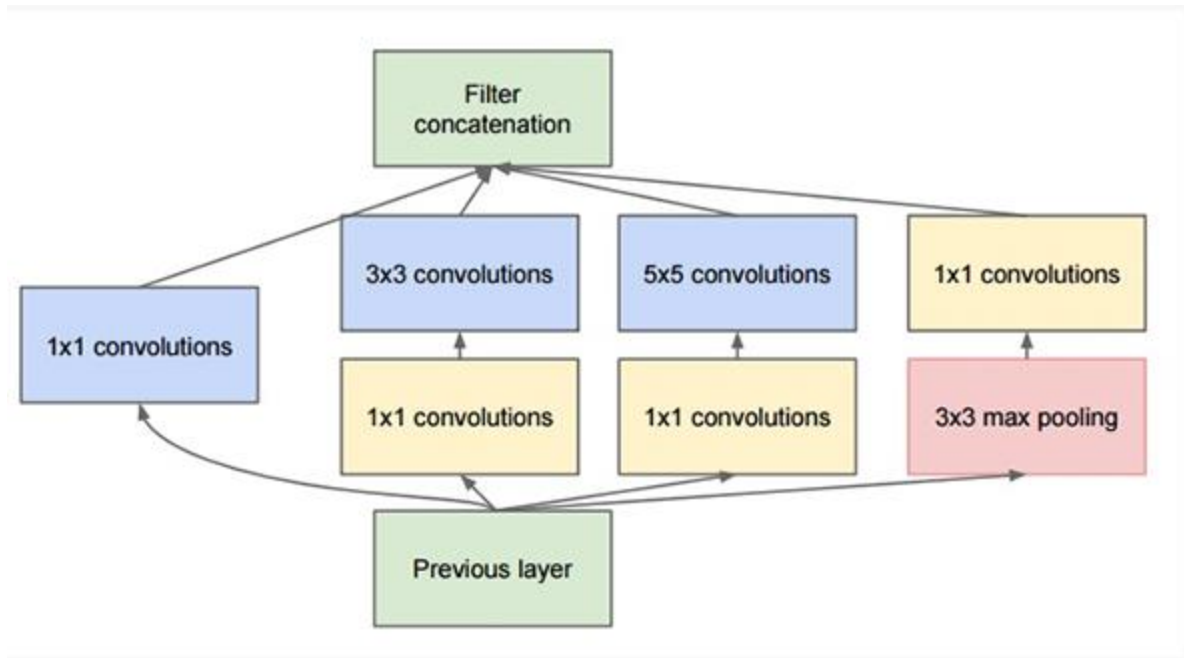 Filter
concatenation
3x3 convolutions
5x5 convolutions
1x1 convolutions
1x1 convolutions
1x1 convolutions
1x1 convolutions
3x3 max pooling
Previous layer